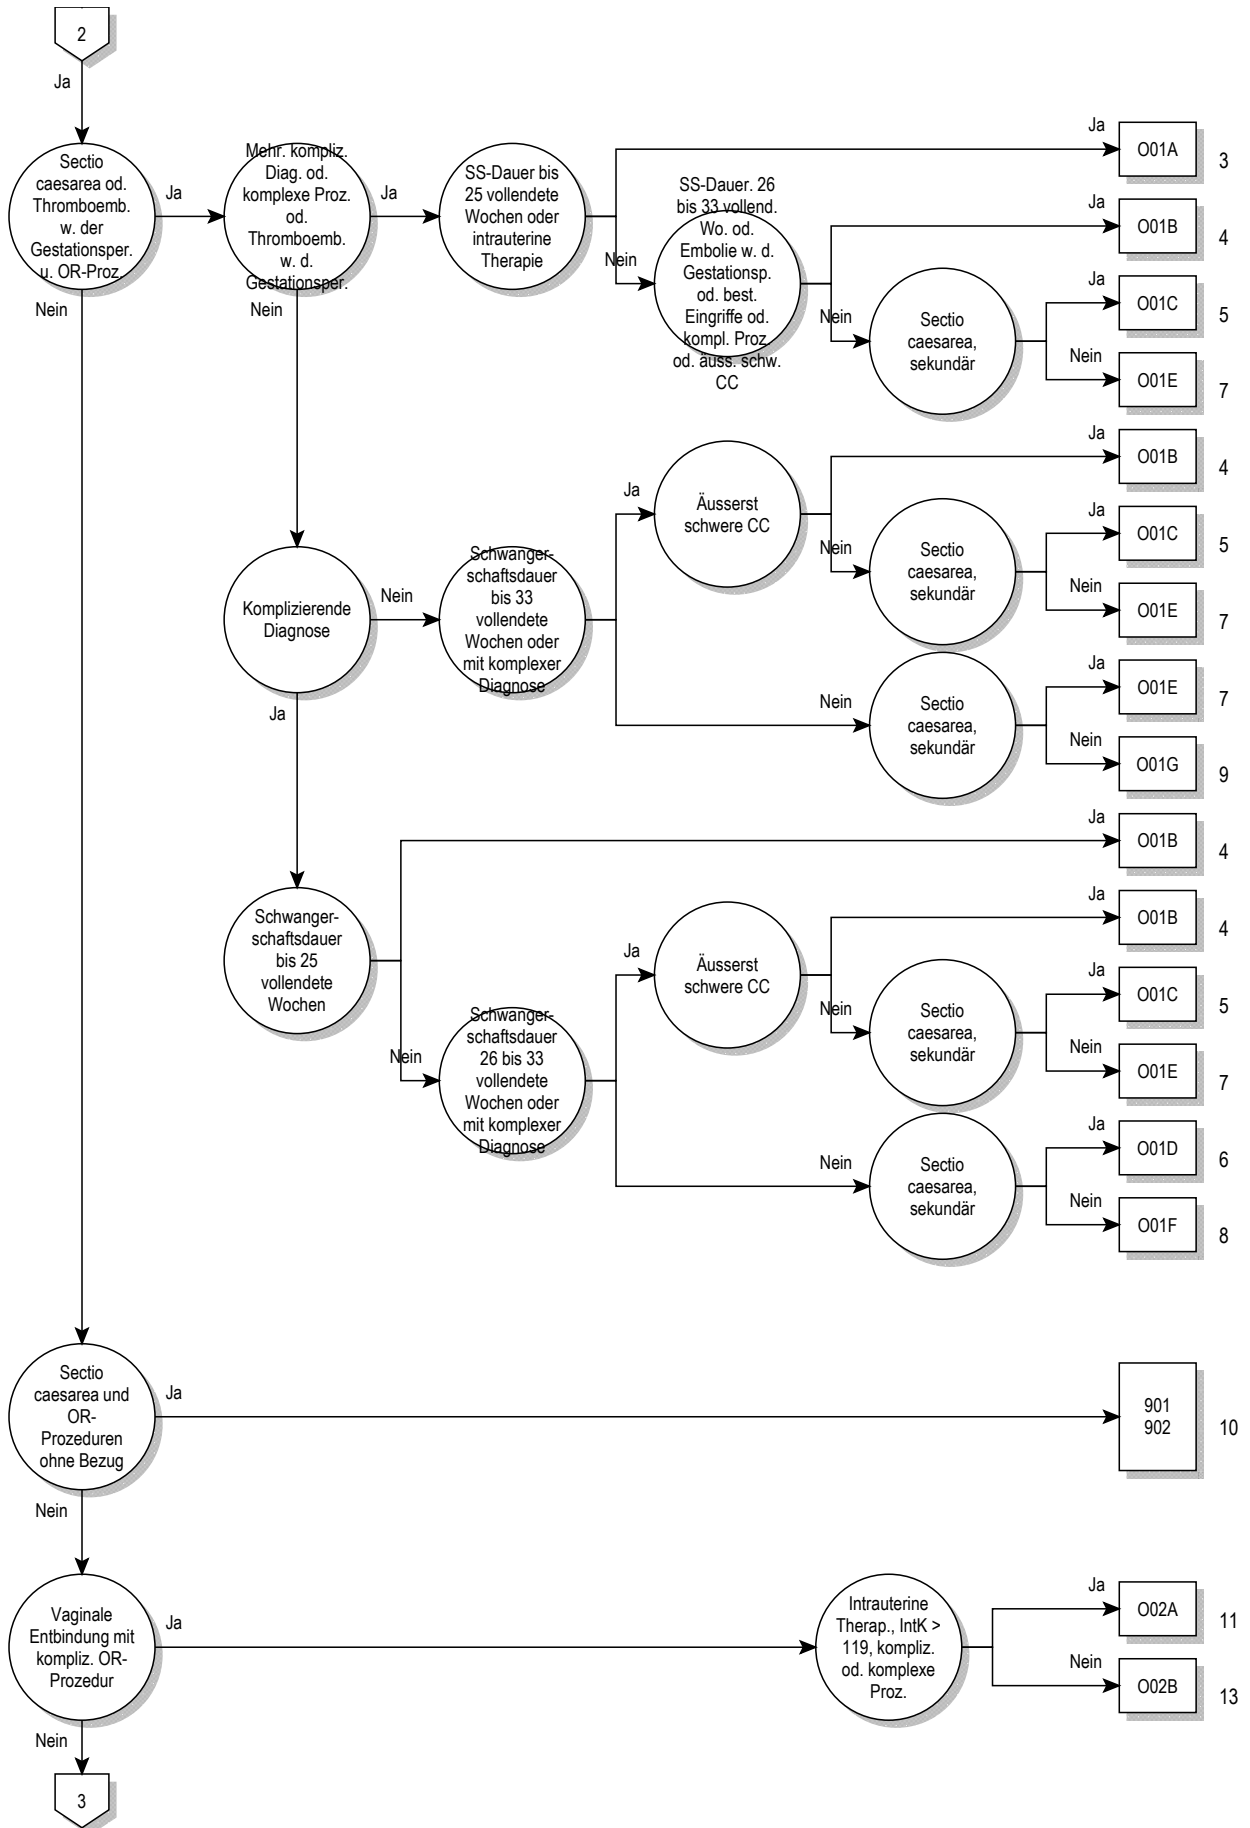 2
Ja
Sectio
caesarea od.
Thromboemb.
w. der
Gestationsper.
u. OR-Proz.
Ja
Nein
Mehr. kompliz.
Diag. od.
komplexe Proz.
od.
Thromboemb.
w. d.
Gestationsper.
Ja
Nein
SS-Dauer bis
25 vollendete
Wochen oder
intrauterine
Therapie
Ja
O01A
3
Nein
SS-Dauer. 26
bis 33 vollend.
Wo. od.
Embolie w. d.
Gestationsp.
od. best.
Eingriffe od.
kompl. Proz.
od. äuss. schw.
CC
Ja
O01B
4
Nein
Sectio
caesarea,
sekundär
Ja
O01C
5
Nein
O01E
7
Komplizierende
Diagnose
Nein
Ja
Schwanger-
schaftsdauer
bis 33
vollendete
Wochen oder
mit komplexer
Diagnose
Ja
Äusserst
schwere CC
Ja
O01B
4
Nein
Sectio
caesarea,
sekundär
Ja
O01C
5
Nein
O01E
7
Nein
Sectio
caesarea,
sekundär
Ja
O01E
7
Nein
O01G
9
Schwanger-
schaftsdauer
bis 25
vollendete
Wochen
Ja
O01B
4
Nein
Schwanger-
schaftsdauer
26 bis 33
vollendete
Wochen oder
mit komplexer
Diagnose
Ja
Äusserst
schwere CC
Ja
O01B
4
Nein
Sectio
caesarea,
sekundär
Ja
O01C
5
Nein
O01E
7
Nein
Sectio
caesarea,
sekundär
Ja
O01D
6
Nein
O01F
8
Sectio
caesarea und
OR-
Prozeduren
ohne Bezug
Ja
901
902
10
Nein
Vaginale
Entbindung mit
kompliz. OR-
Prozedur
Ja
Intrauterine
Therap., IntK >
119, kompliz.
od. komplexe
Proz.
Ja
O02A
11
Nein
O02B
13
Nein
3